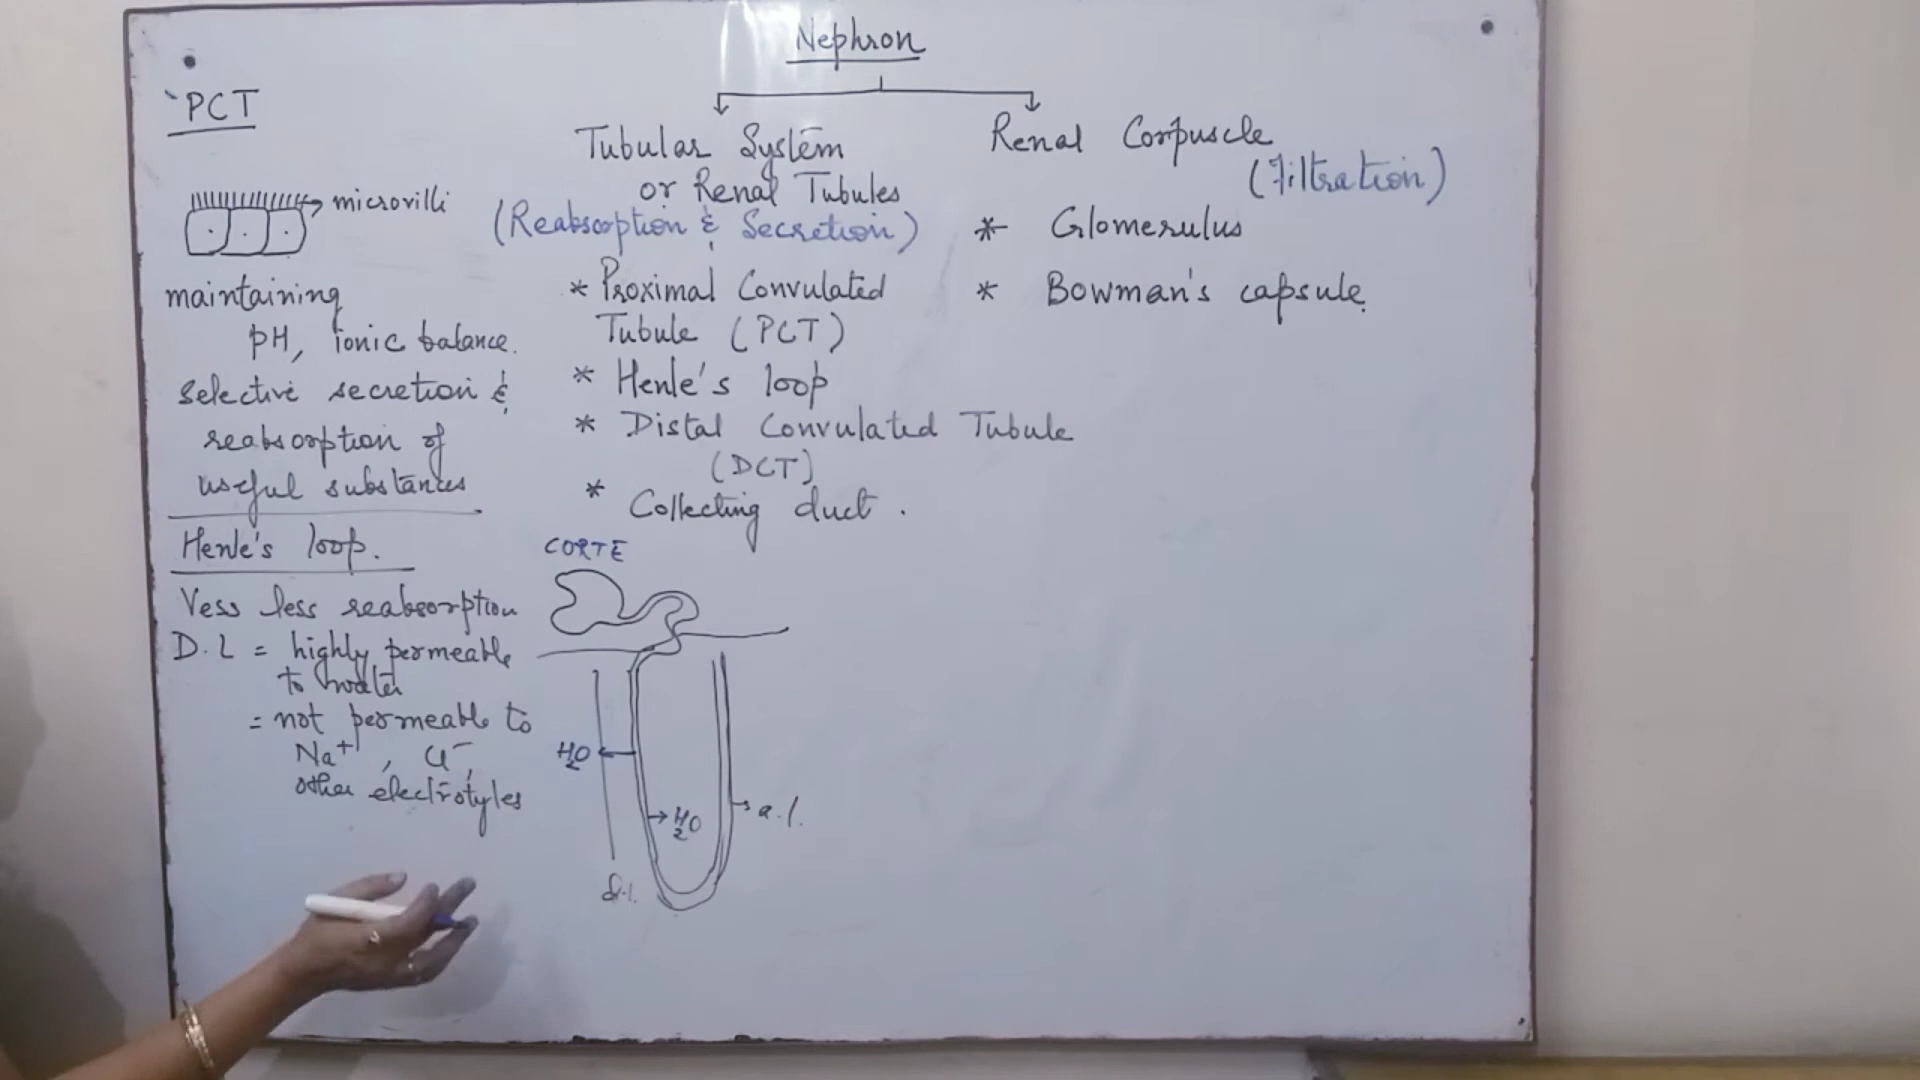 Nephron
PCT
microvilli
maintaining
pH, ionic balance.
selective secretion &
reabsorption of
useful substances
Henle's loop.
Vess less reabsorption
D.L = highly permeable
to water
= not permeable to
Na+, Cl-,
other electrotyles
Tubular System
or Renal Tubules
(Reabsorption & Secretion)
* Proximal Convulated
Tubule (PCT)
* Henle's loop
* Distal Convulated Tubule
(DCT)
* Collecting duct.
Renal Corpuscle
(Filtration)
* Glomerulus
* Bowman's capsule.
CORTE
H2O
H2O
a.l.
d.l.